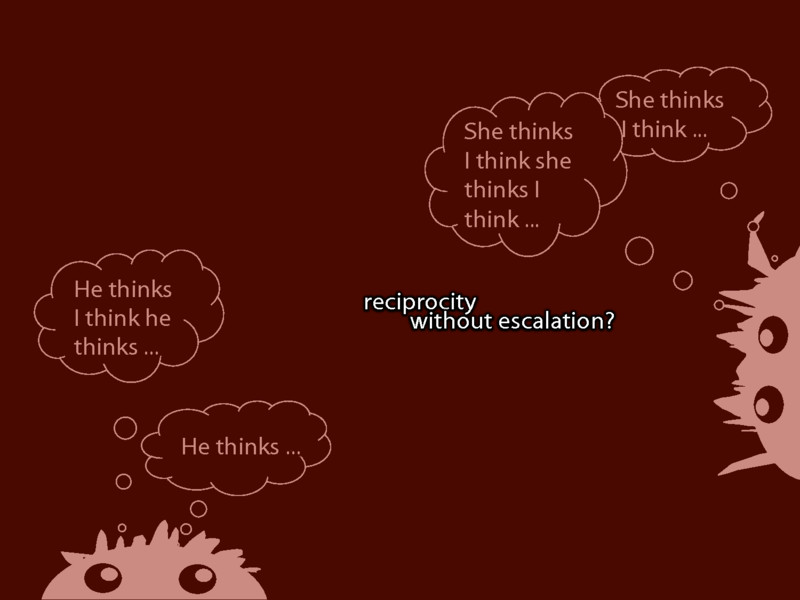 She thinks
I think ...
She thinks
I think she
thinks I
think ...
He thinks
I think he
thinks ...
reciprocity
without escalation?
He thinks ...